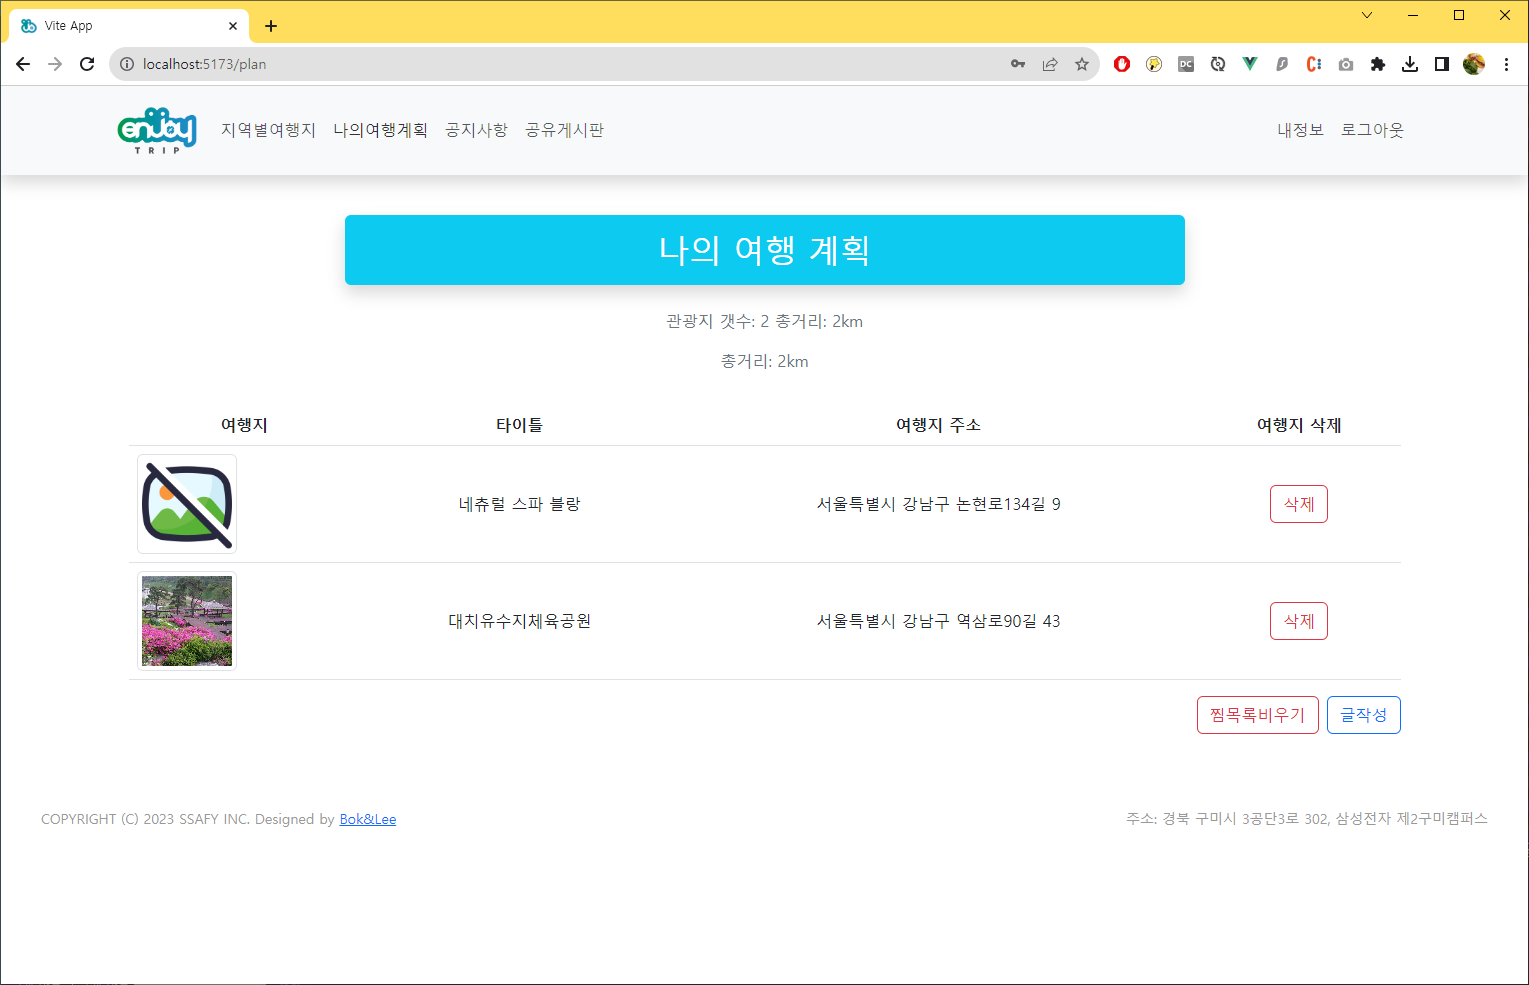 Vite App
localhost:5173/plan
enjoy
TRIP
지역별여행지 나의여행계획 공지사항 공유게시판 내정보 로그아웃
나의 여행 계획
관광지 갯수: 2 총거리: 2km
총거리: 2km
여행지 타이틀 여행지 주소 여행지 삭제
네츄럴 스파 블랑 서울특별시 강남구 논현로134길 9 삭제
대치유수지체육공원 서울특별시 강남구 역삼로90길 43 삭제
찜목록비우기 글작성
COPYRIGHT (C) 2023 SSAFY INC. Designed by Bok&Lee 주소: 경북 구미시 3공단3로 302, 삼성전자 제2구미캠퍼스